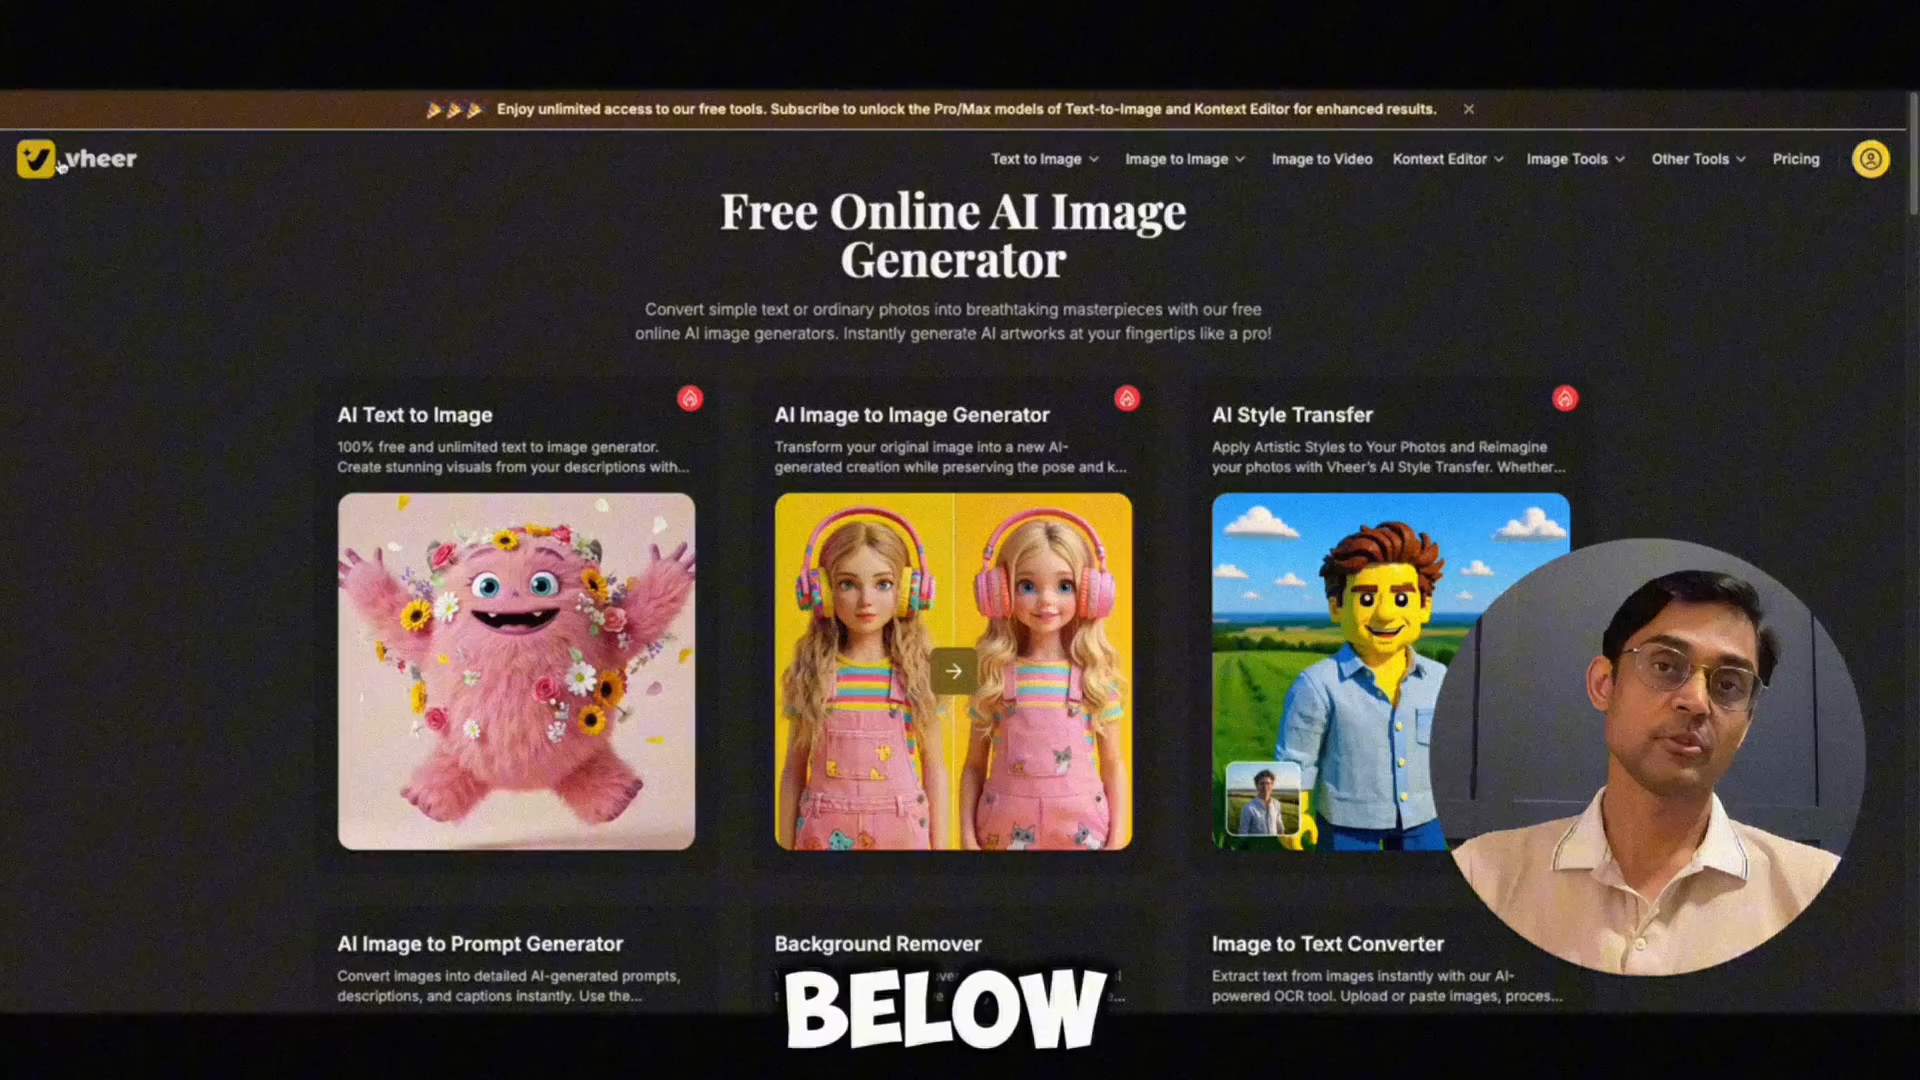 Enjoy unlimited access to our free tools. Subscribe to unlock the Pro/Max models of Text-to-Image and Kontext Editor for enhanced results.
vheer
Text to Image
Image to Image
Image to Video
Kontext Editor
Image Tools
Other Tools
Pricing
Free Online AI Image
Generator
Convert simple text or ordinary photos into breathtaking masterpieces with our free
online AI image generators. Instantly generate AI artworks at your fingertips like a pro!
AI Text to Image
100% free and unlimited text to image generator.
Create stunning visuals from your descriptions with...
AI Image to Image Generator
Transform your original image into a new AI-
generated creation while preserving the pose and k...
AI Style Transfer
Apply Artistic Styles to Your Photos and Reimagine
your photos with Vheer's AI Style Transfer. Whether...
AI Image to Prompt Generator
Convert images into detailed AI-generated prompts,
descriptions, and captions instantly. Use the...
Background Remover
Image to Text Converter
Extract text from images instantly with our AI-
powered OCR tool. Upload or paste images, proces...
BELOW